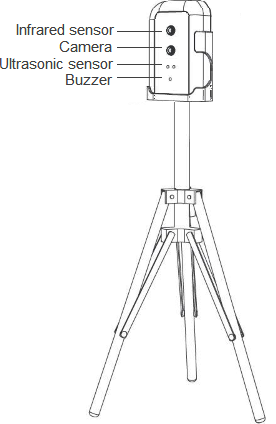 Infrared sensor
Camera
Ultrasonic sensor
Buzzer